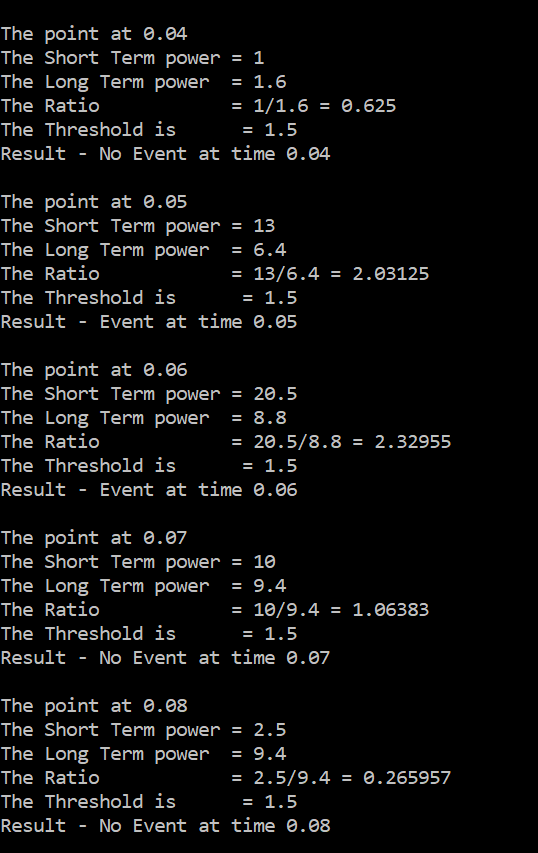 The point at 0.04
The Short Term power = 1
The Long Term power  = 1.6
The Ratio            = 1/1.6 = 0.625
The Threshold is      = 1.5
Result - No Event at time 0.04

The point at 0.05
The Short Term power = 13
The Long Term power  = 6.4
The Ratio            = 13/6.4 = 2.03125
The Threshold is      = 1.5
Result - Event at time 0.05

The point at 0.06
The Short Term power = 20.5
The Long Term power  = 8.8
The Ratio            = 20.5/8.8 = 2.32955
The Threshold is      = 1.5
Result - Event at time 0.06

The point at 0.07
The Short Term power = 10
The Long Term power  = 9.4
The Ratio            = 10/9.4 = 1.06383
The Threshold is      = 1.5
Result - No Event at time 0.07

The point at 0.08
The Short Term power = 2.5
The Long Term power  = 9.4
The Ratio            = 2.5/9.4 = 0.265957
The Threshold is      = 1.5
Result - No Event at time 0.08